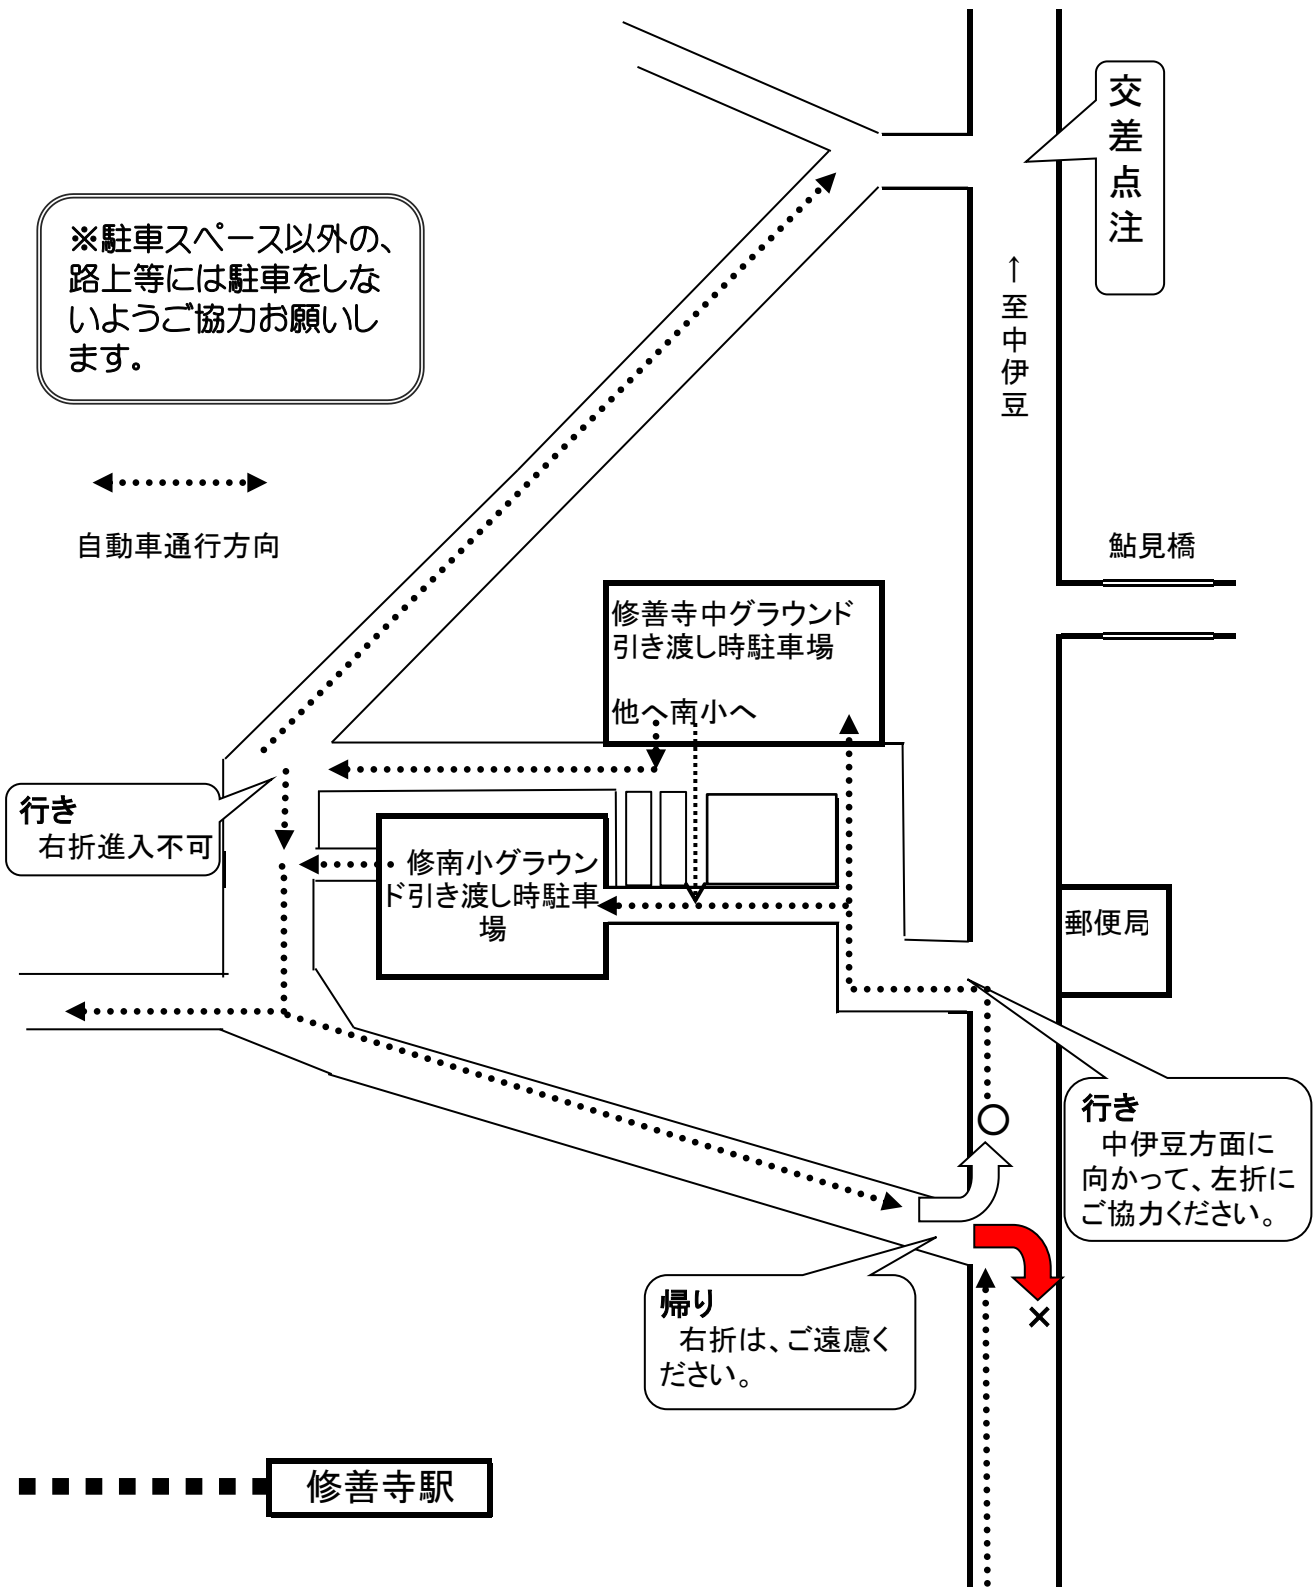 交差点注
※駐車スペース以外の、
路上等には駐車をしな
いようご協力お願いし
ます。
↑至中伊豆
自動車通行方向
鮎見橋
修善寺中グラウンド
引き渡し時駐車場
他へ南小へ
行き
右折進入不可
修南小グラウン
ド引き渡し時駐車
場
郵便局
行き
中伊豆方面に
向かって、左折に
ご協力ください。
○
×
帰り
右折は、ご遠慮く
ださい。
修善寺駅